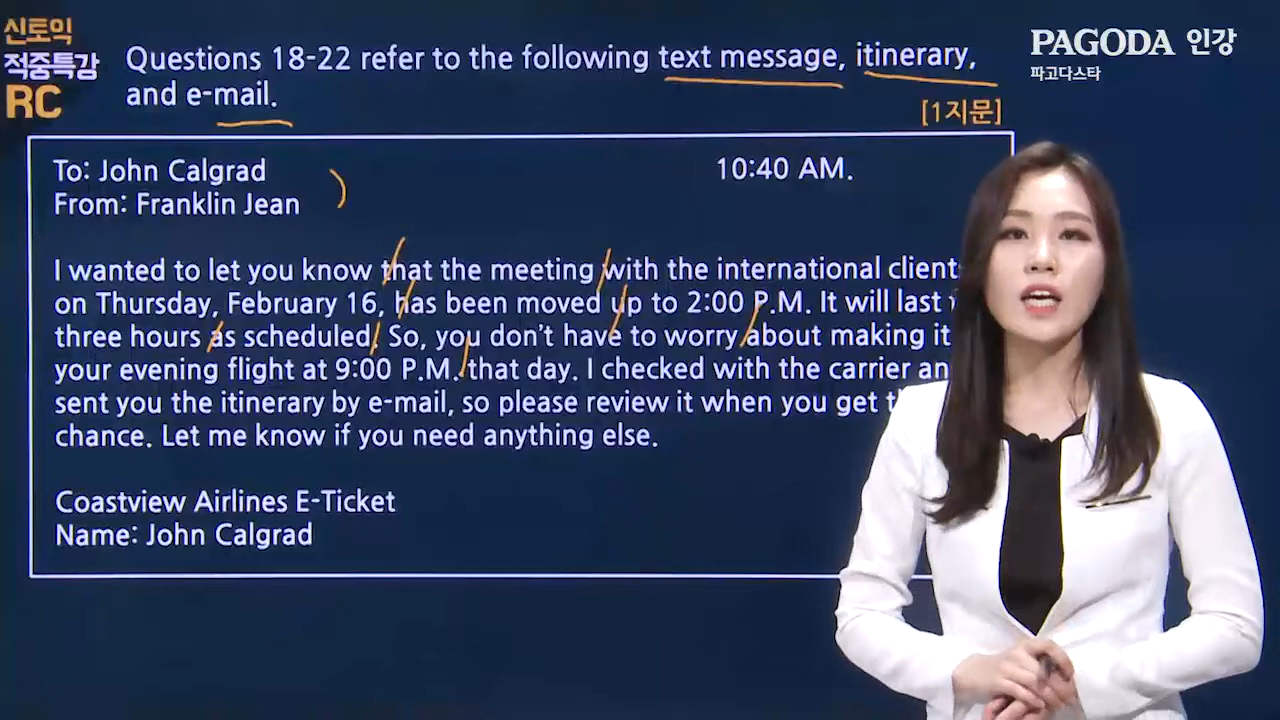 신토익
적중특강
RC
PAGODA 인강
파고다스타
Questions 18-22 refer to the following text message, itinerary,
and e-mail.
[1지문]
To: John Calgrad
10:40 AM.
From: Franklin Jean
I wanted to let you know that the meeting with the international
on Thursday, February 16, has been moved up to 2:00 P.M. It will last
three hours as scheduled. So, you don't have to worry about making it
your evening flight at 9:00 P.M. that day. I checked with the carrier
sent you the itinerary by e-mail, so please review it when you get
chance. Let me know if you need anything else.
Coastview Airlines E-Ticket
Name: John Calgrad